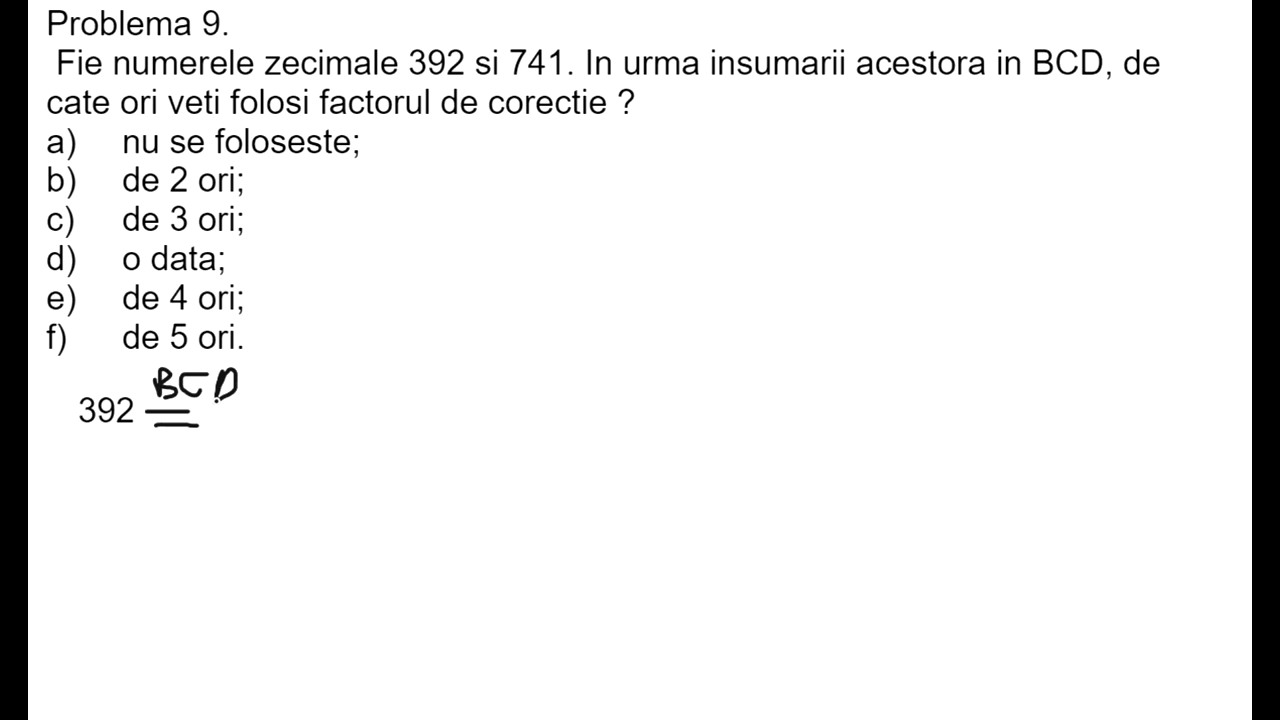 Problema 9.
Fie numerele zecimale 392 si 741. In urma insumarii acestora in BCD, de
cate ori veti folosi factorul de corectie ?
a) nu se foloseste;
b) de 2 ori;
c) de 3 ori;
d) o data;
e) de 4 ori;
f) de 5 ori.
BCD
392 =